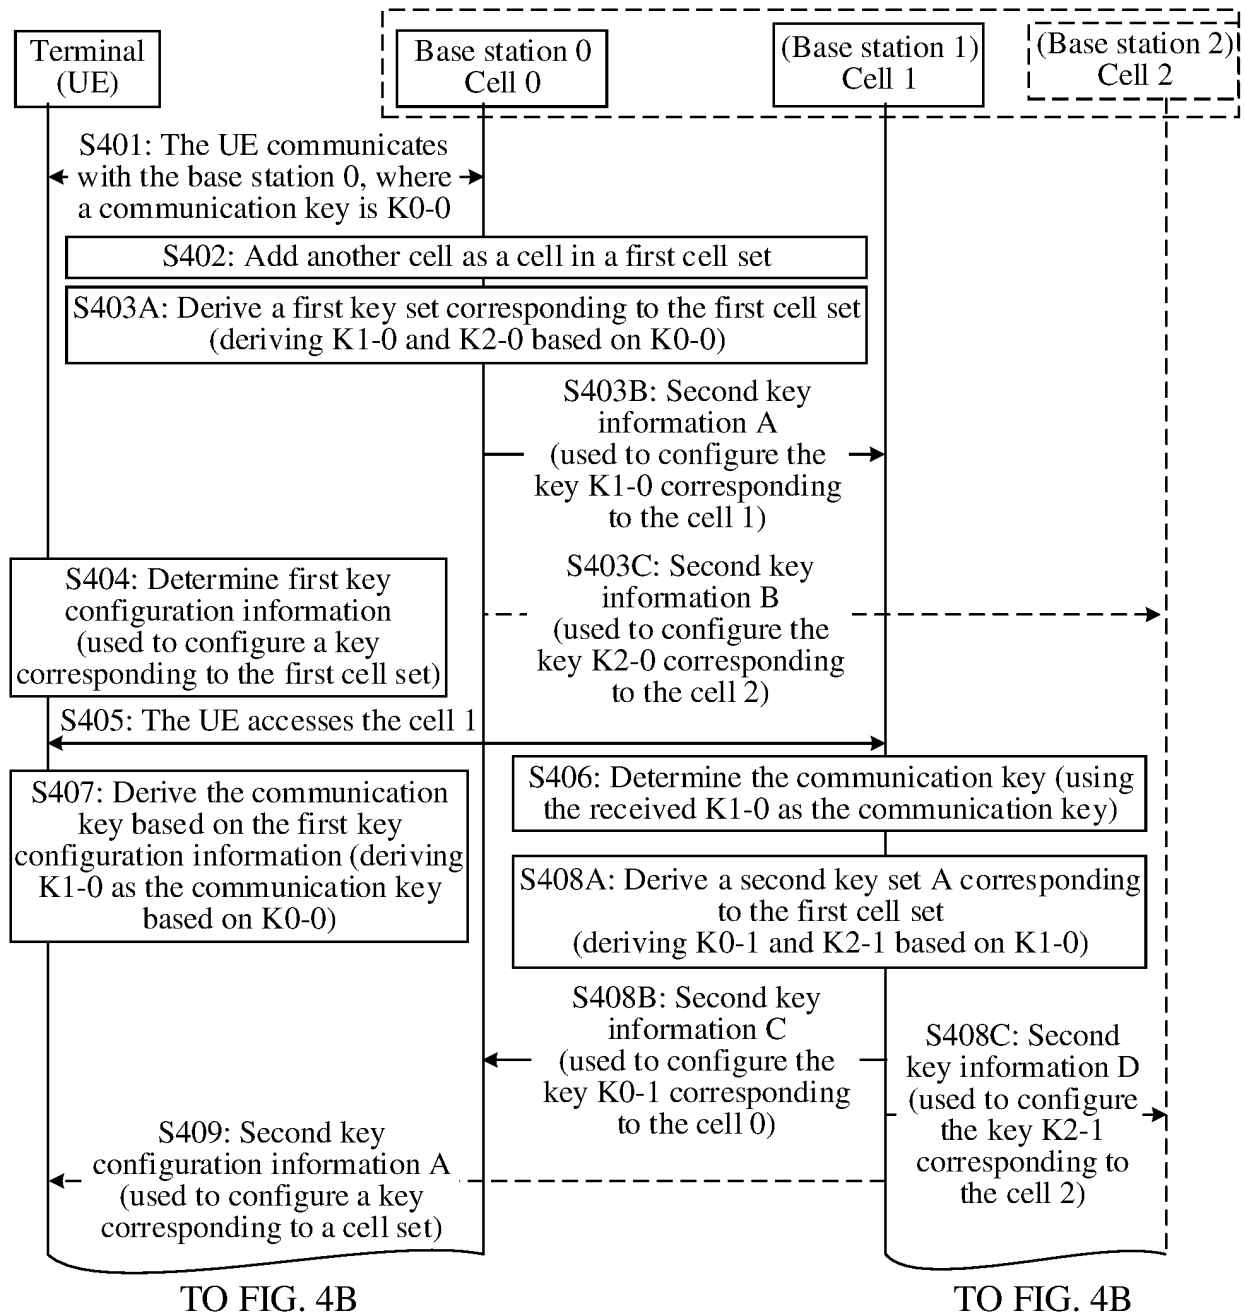 Terminal
(UE)
Base station 0
Cell 0
(Base station 1)
Cell 1
(Base station 2)
Cell 2
S401: The UE communicates
with the base station 0, where
a communication key is K0-0
S402: Add another cell as a cell in a first cell set
S403A: Derive a first key set corresponding to the first cell set
(deriving K1-0 and K2-0 based on K0-0)
S403B: Second key
information A
(used to configure the
key K1-0 corresponding
to the cell 1)
S404: Determine first key
configuration information
(used to configure a key
corresponding to the first cell set)
S403C: Second key
information B
(used to configure the
key K2-0 corresponding
to the cell 2)
S405: The UE accesses the cell 1
S406: Determine the communication key (using
the received K1-0 as the communication key)
S407: Derive the communication
key based on the first key
configuration information (deriving
K1-0 as the communication key
based on K0-0)
S408A: Derive a second key set A corresponding
to the first cell set
(deriving K0-1 and K2-1 based on K1-0)
S408B: Second key
information C
(used to configure the
key K0-1 corresponding
to the cell 0)
S408C: Second
key information D
(used to configure
the key K2-1
corresponding to
the cell 2)
S409: Second key
configuration information A
(used to configure a key
corresponding to a cell set)
TO FIG. 4B
TO FIG. 4B